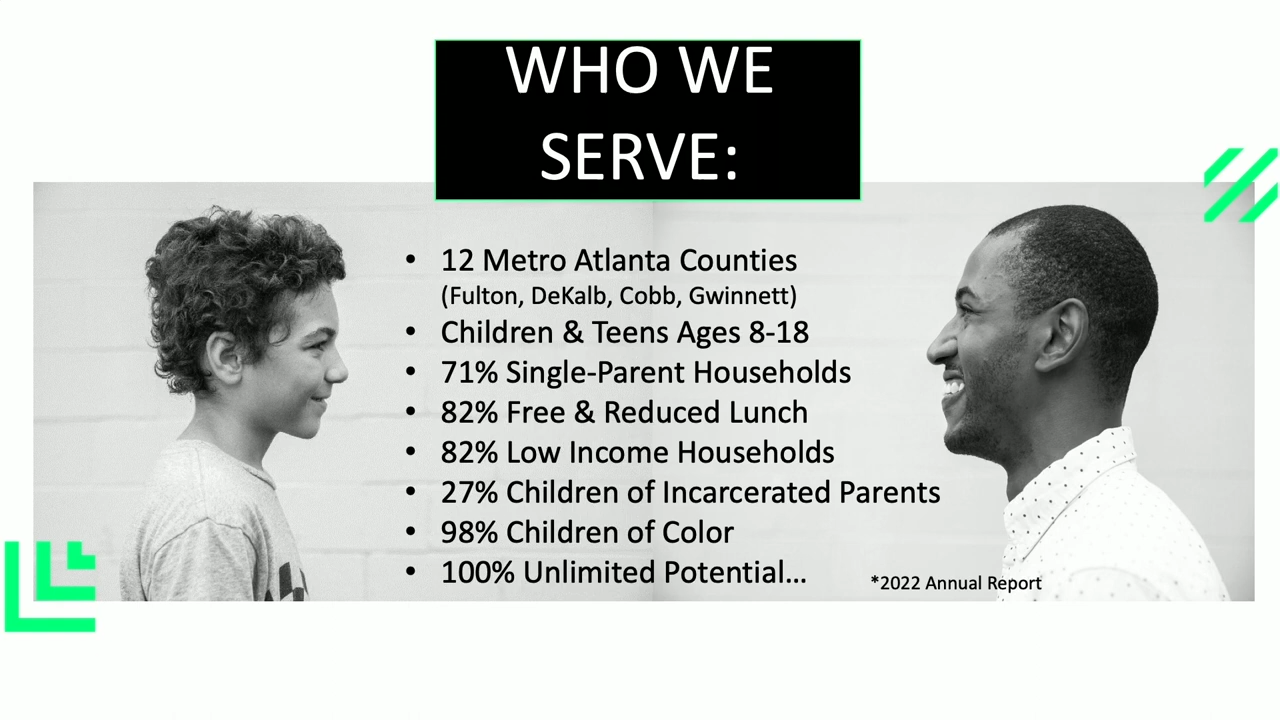 WHO WE
SERVE:
• 12 Metro Atlanta Counties
(Fulton, DeKalb, Cobb, Gwinnett)
• Children & Teens Ages 8-18
• 71% Single-Parent Households
• 82% Free & Reduced Lunch
• 82% Low Income Households
• 27% Children of Incarcerated Parents
• 98% Children of Color
• 100% Unlimited Potential...
*2022 Annual Report